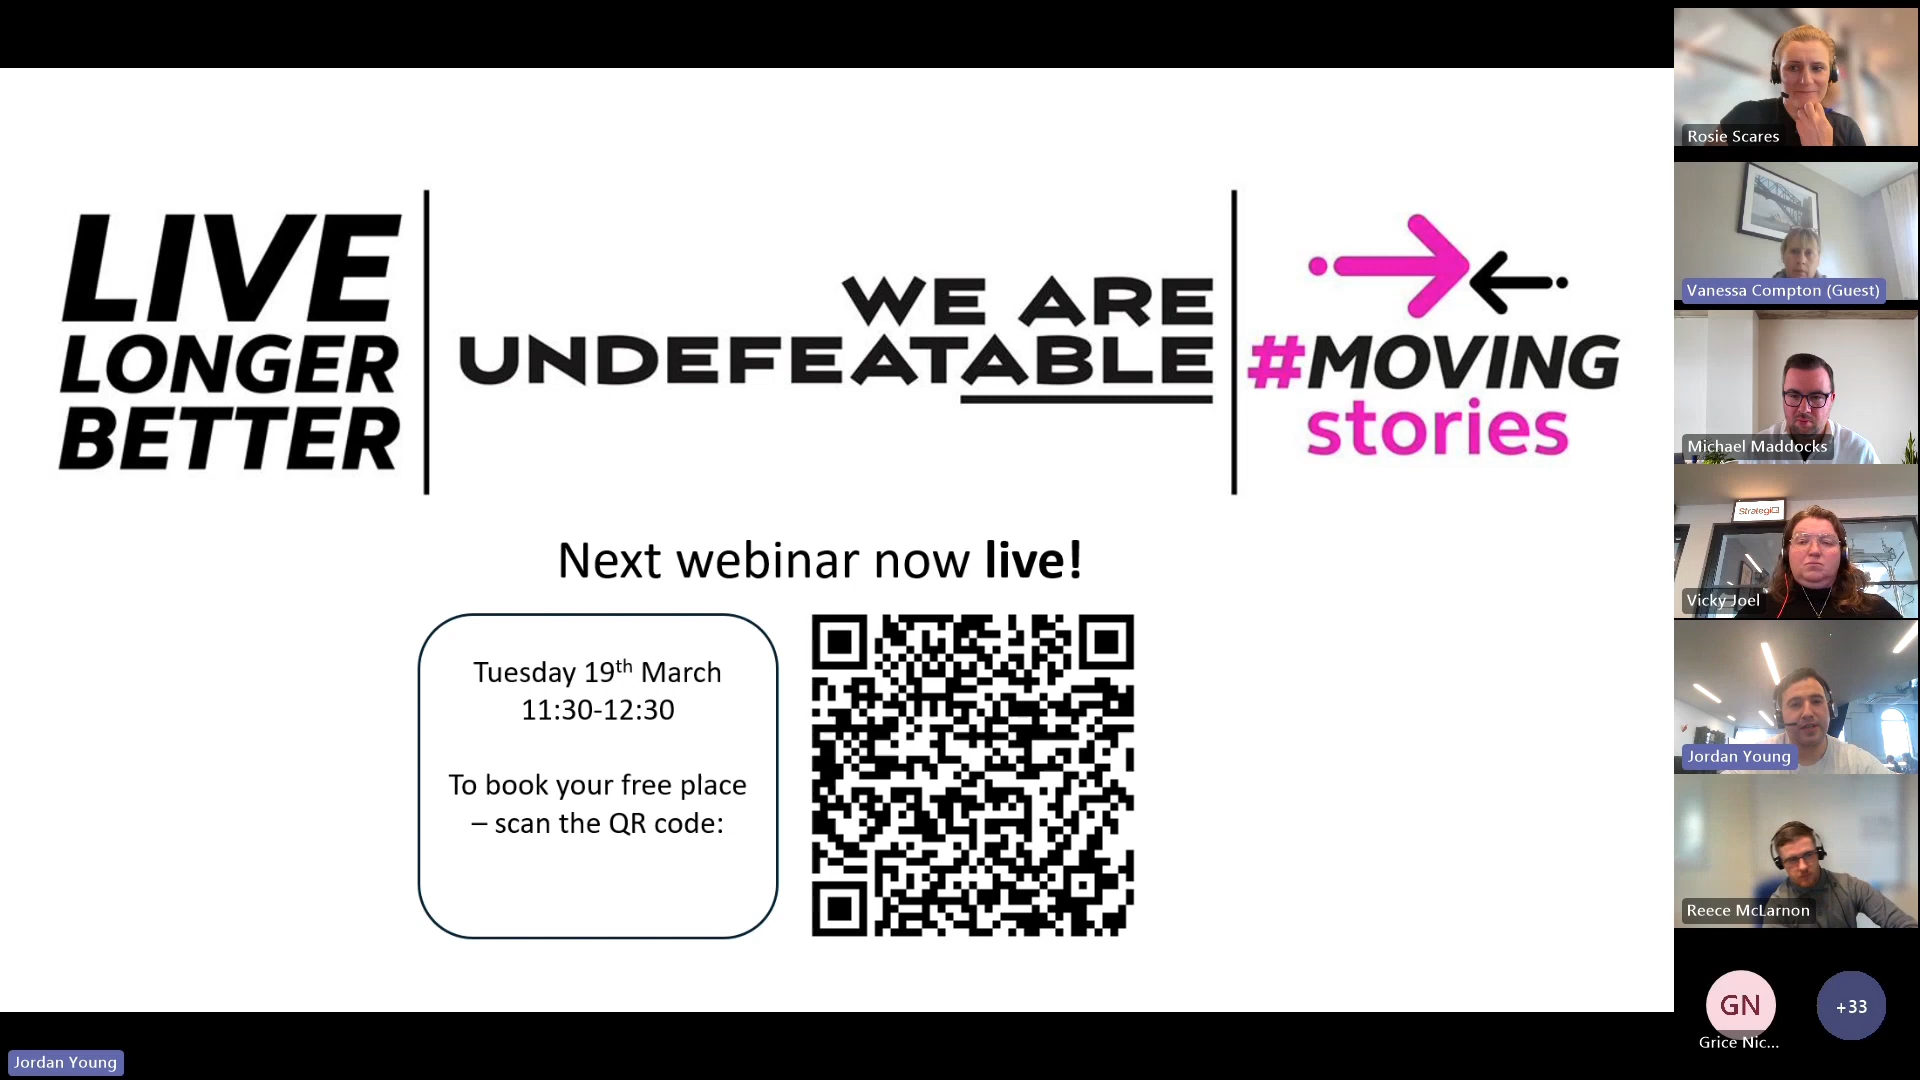 LIVE
LONGER
BETTER
WE ARE
UNDEFEATABLE
#MOVING
stories
Next webinar now live!
Tuesday 19th March
11:30-12:30
To book your free place
– scan the QR code:
Rosie Scares
Vanessa Compton (Guest)
Michael Maddocks
StrategiQ
Vicky Joel
Jordan Young
Reece McLarnon
GN
Grice Nic...
+33
Jordan Young